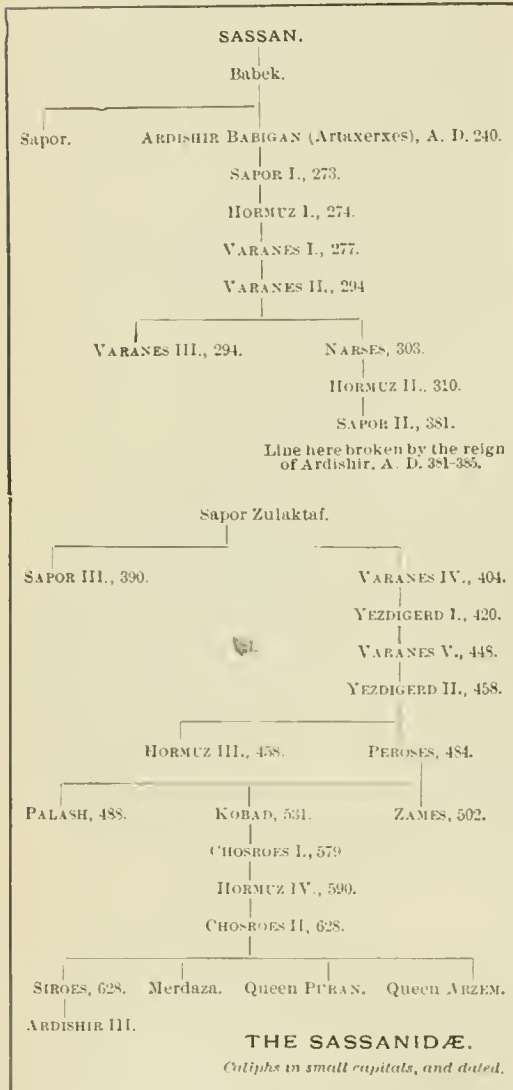 SASSAN.
Babek.
Sapor. ARDISHIR BABIGAN (Artaxerxes), A. D. 240.
SAPOR I., 273.
HORMUZ I., 274.
VARANES I., 277.
VARANES II., 294
VARANES III., 294. NARSES, 303.
HORMUZ II., 310.
SAPOR II., 381.
Line here broken by the reign
of Ardishir, A. D. 381-385.
Sapor Zulaktaf.
SAPOR III., 390. VARANES IV., 404.
YEZDIGERD I., 420.
VARANES V., 448.
YEZDIGERD II., 458.
HORMUZ III., 458. PEROSES, 484.
PALASH, 488. KOBAD, 531. ZAMES, 502.
CHOSROES I., 579
HORMUZ IV., 590.
CHOSROES II, 628.
SIROES, 628. Merdaza. Queen PURAN. Queen ARZEM.
ARDISHIR III.
THE SASSANIDÆ.
Caliphs in small capitals, and dated.